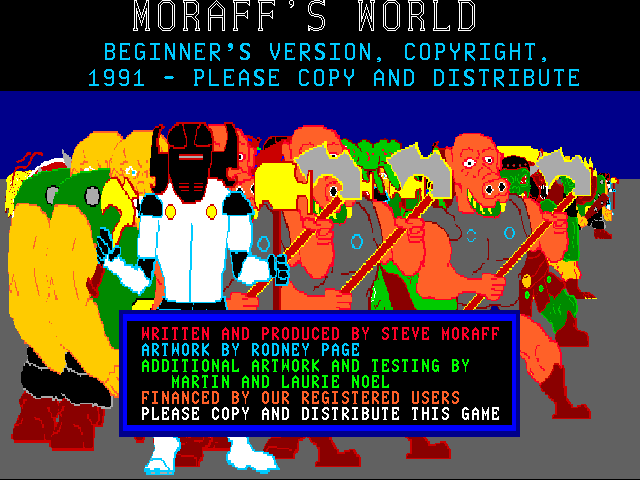 MORAFF'S WORLD
BEGINNER'S VERSION, COPYRIGHT,
1991 - PLEASE COPY AND DISTRIBUTE
WRITTEN AND PRODUCED BY STEVE MORAFF
ARTWORK BY RODNEY PAGE
ADDITIONAL ARTWORK AND TESTING BY
MARTIN AND LAURIE NOEL
FINANCED BY OUR REGISTERED USERS
PLEASE COPY AND DISTRIBUTE THIS GAME